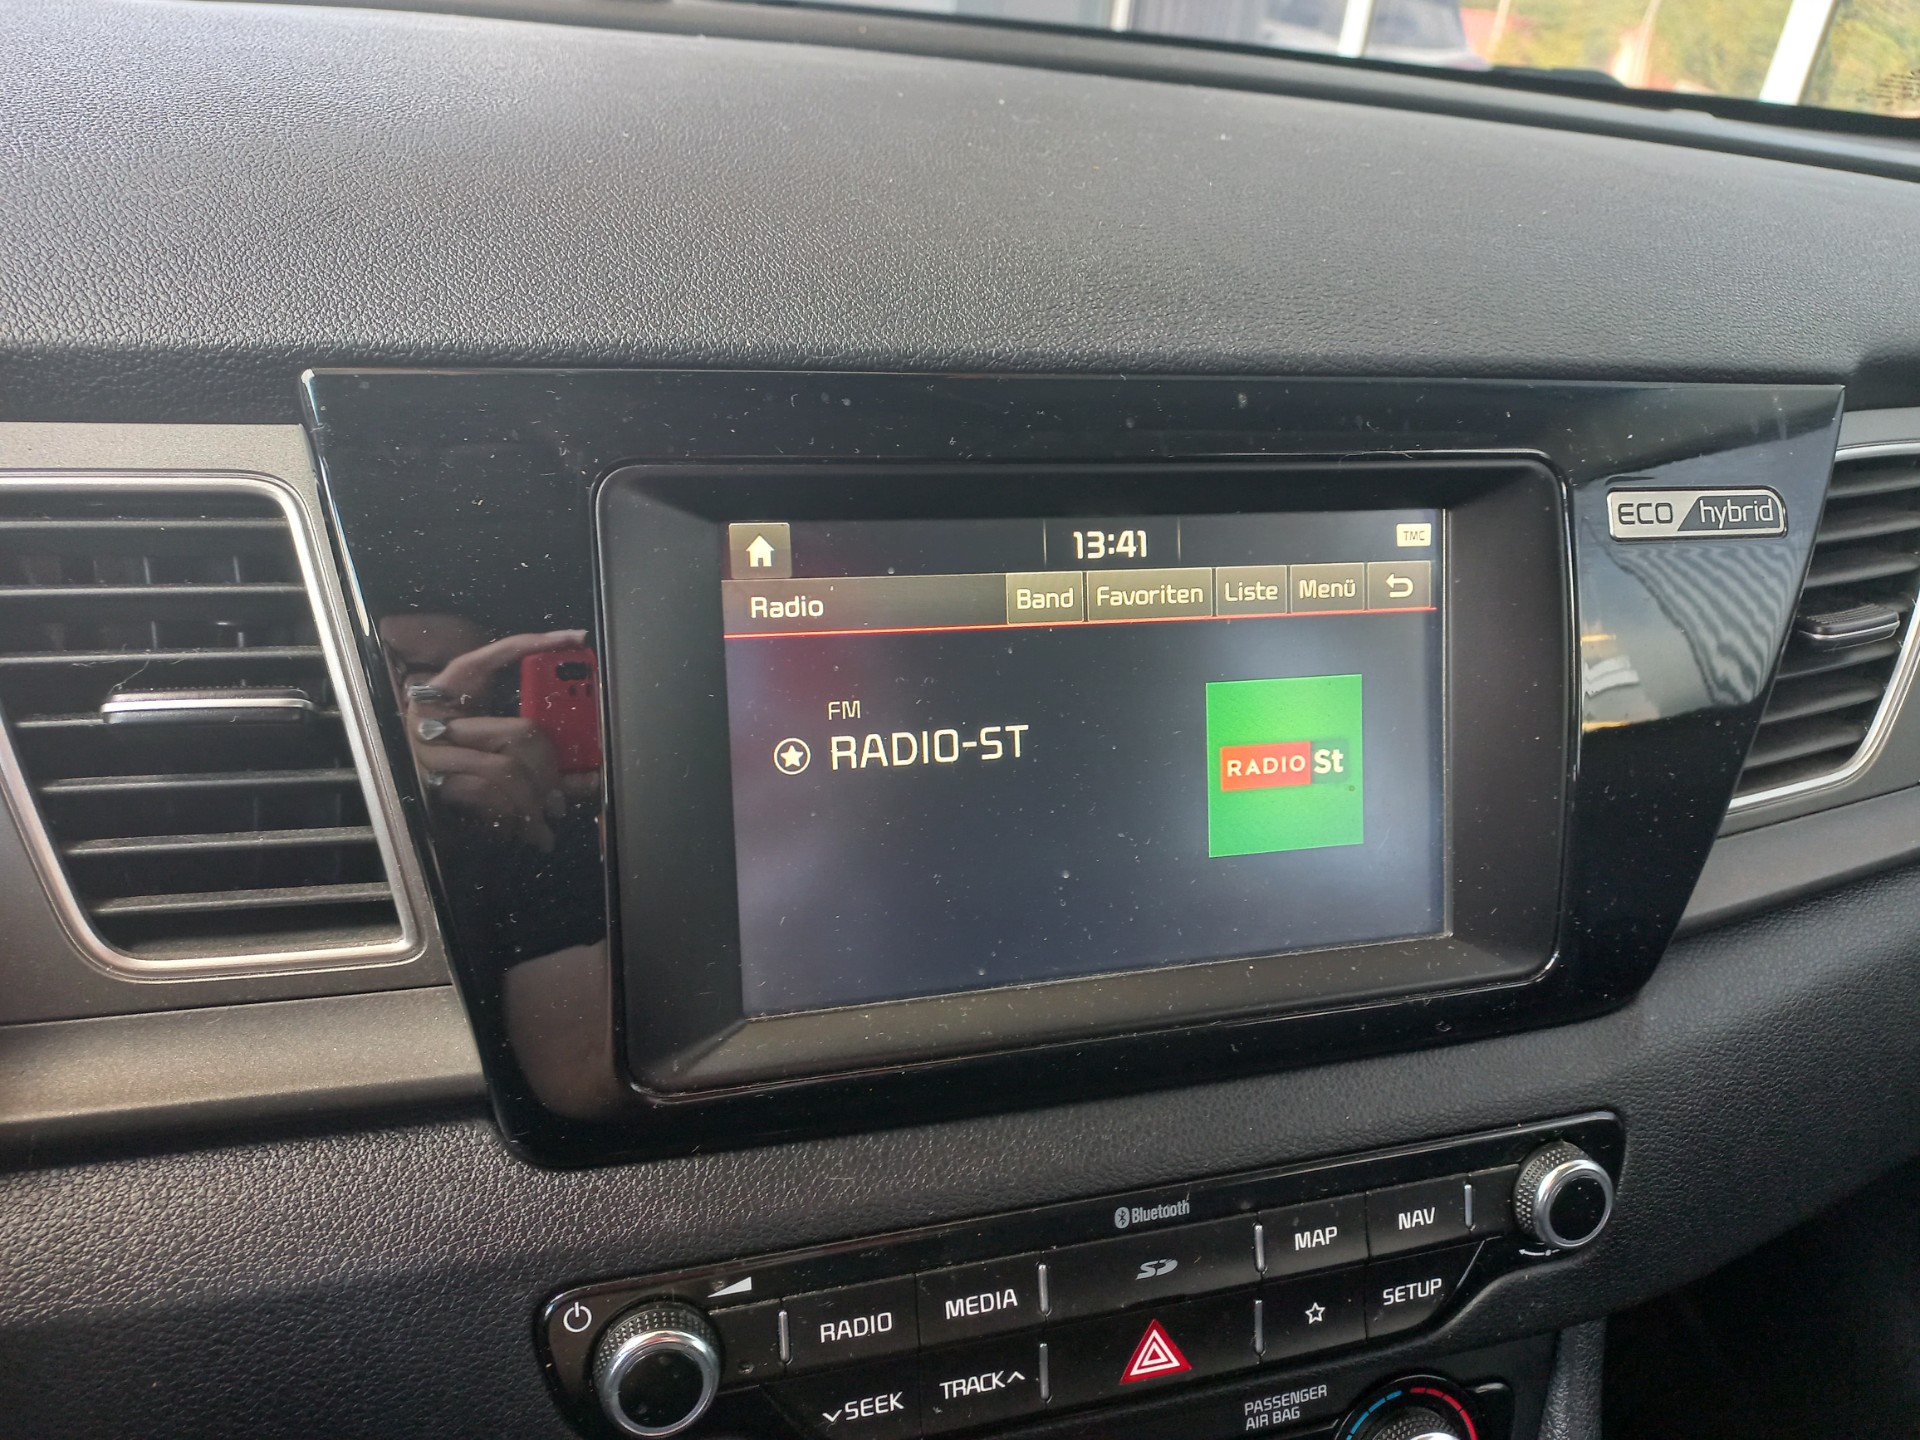 13:41
TMC
ECO hybrid
Radio
Band
Favoriten
Liste
Menü
FM
RADIO-ST
RADIO St
Bluetooth
MAP
NAV
RADIO
MEDIA
SD
SETUP
SEEK
TRACK
PASSENGER
AIR BAG